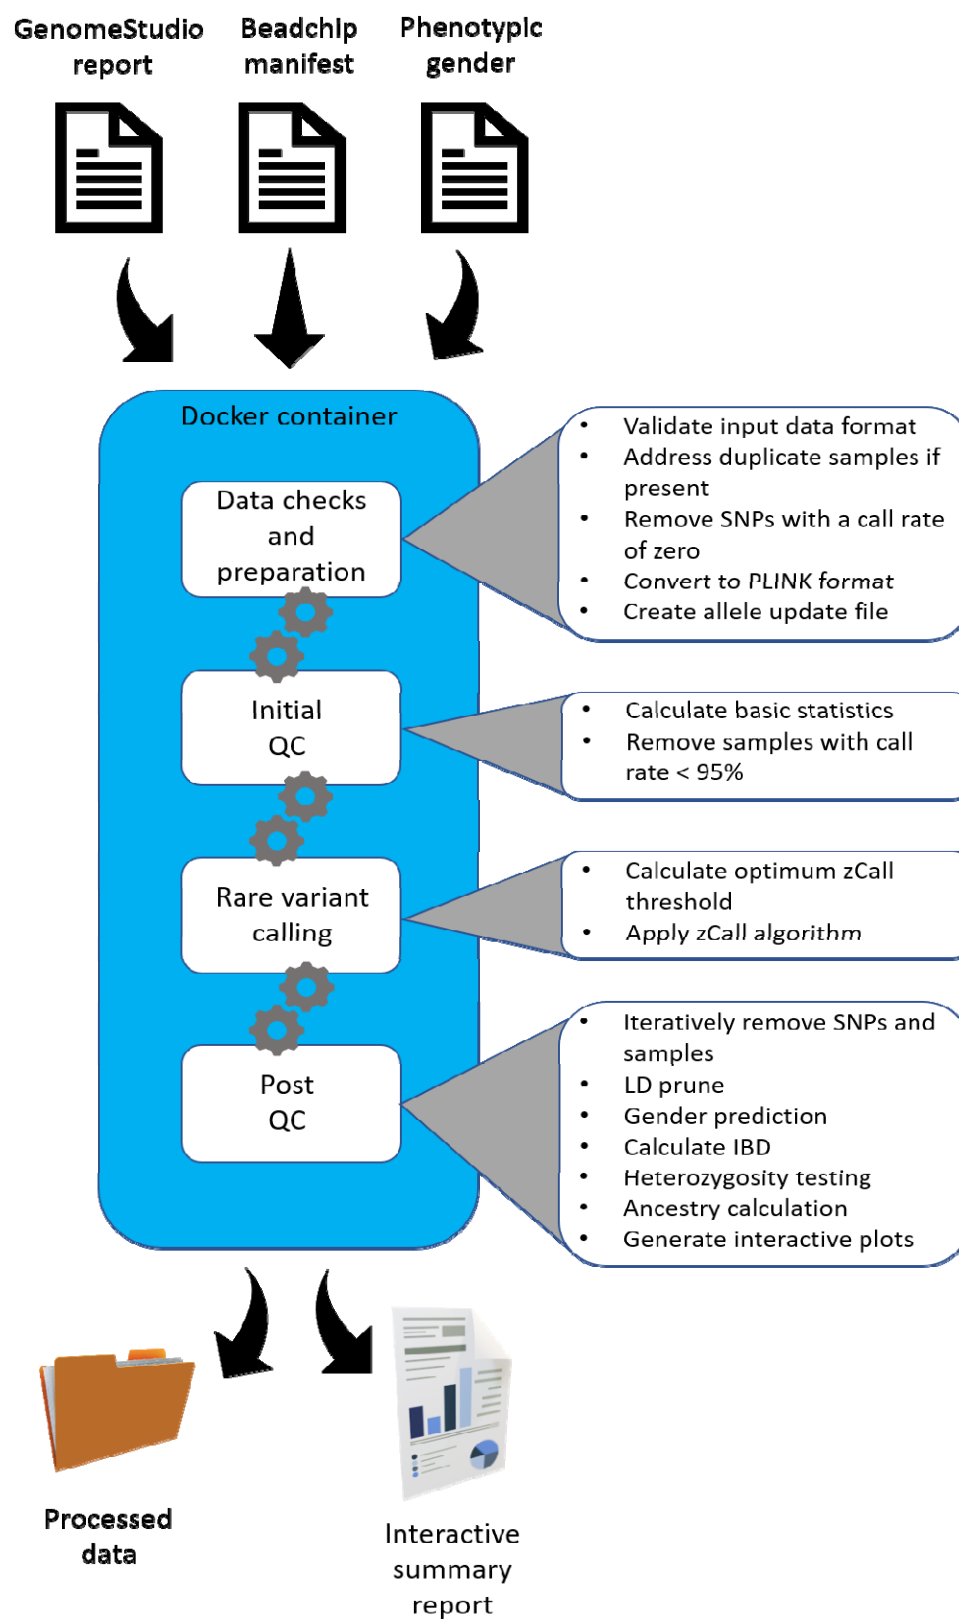 GenomeStudio
report
Beadchip
manifest
Phenotypic
gender
Docker container
Data checks
and
preparation
• Validate input data format
• Address duplicate samples if
present
• Remove SNPs with a call rate
of zero
• Convert to PLINK format
• Create allele update file
Initial
QC
• Calculate basic statistics
• Remove samples with call
rate < 95%
Rare variant
calling
• Calculate optimum zCall
threshold
• Apply zCall algorithm
Post
QC
• Iteratively remove SNPs and
samples
• LD prune
• Gender prediction
• Calculate IBD
• Heterozygosity testing
• Ancestry calculation
• Generate interactive plots
Processed
data
Interactive
summary
report